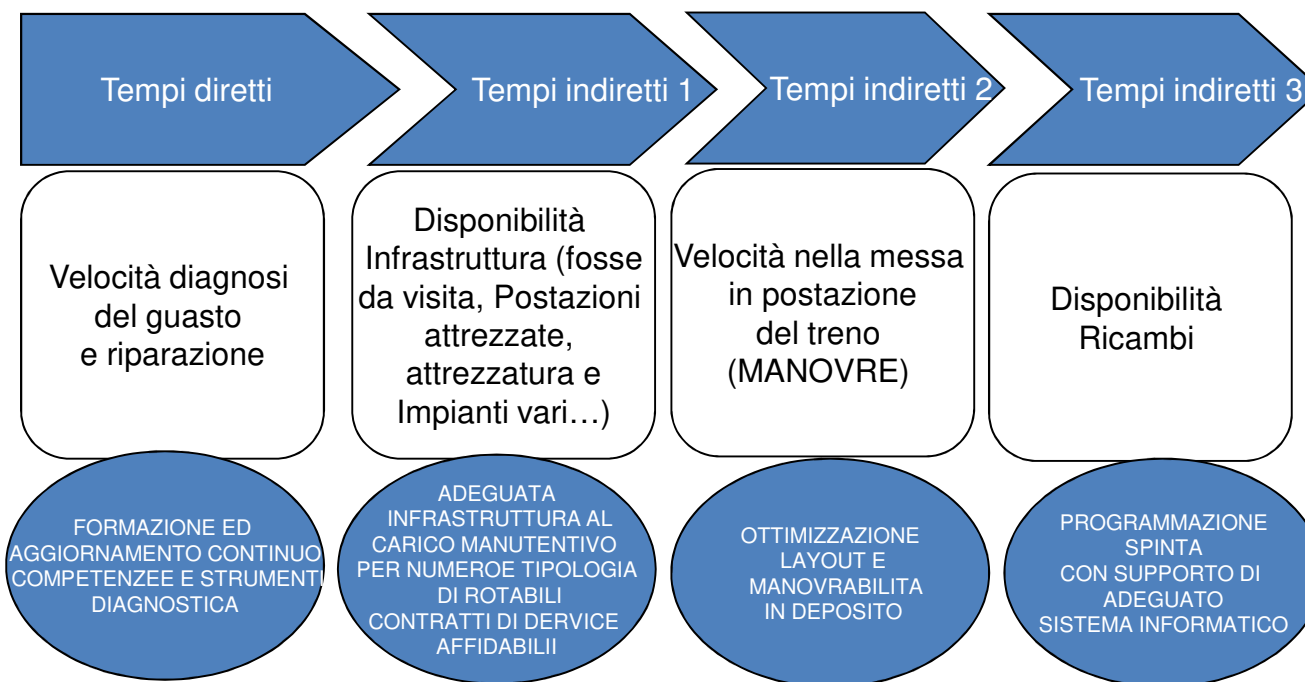 Tempi diretti
Tempi indiretti 1
Tempi indiretti 2
Tempi indiretti 3
Velocità diagnosi
del guasto
e riparazione
Disponibilità
Infrastruttura (fosse
da visita, Postazioni
attrezzate,
attrezzatura e
Impianti vari…)
Velocità nella messa
in postazione
del treno
(MANOVRE)
Disponibilità
Ricambi
FORMAZIONE ED
AGGIORNAMENTO CONTINUO
COMPETENZEE E STRUMENTI
DIAGNOSTICA
ADEGUATA
INFRASTRUTTURA AL
CARICO MANUTENTIVO
PER NUMEROE TIPOLOGIA
DI ROTABILI
CONTRATTI DI DERVICE
AFFIDABILII
OTTIMIZZAZIONE
LAYOUT E
MANOVRABILITA
IN DEPOSITO
PROGRAMMAZIONE
SPINTA
CON SUPPORTO DI
ADEGUATO
SISTEMA INFORMATICO